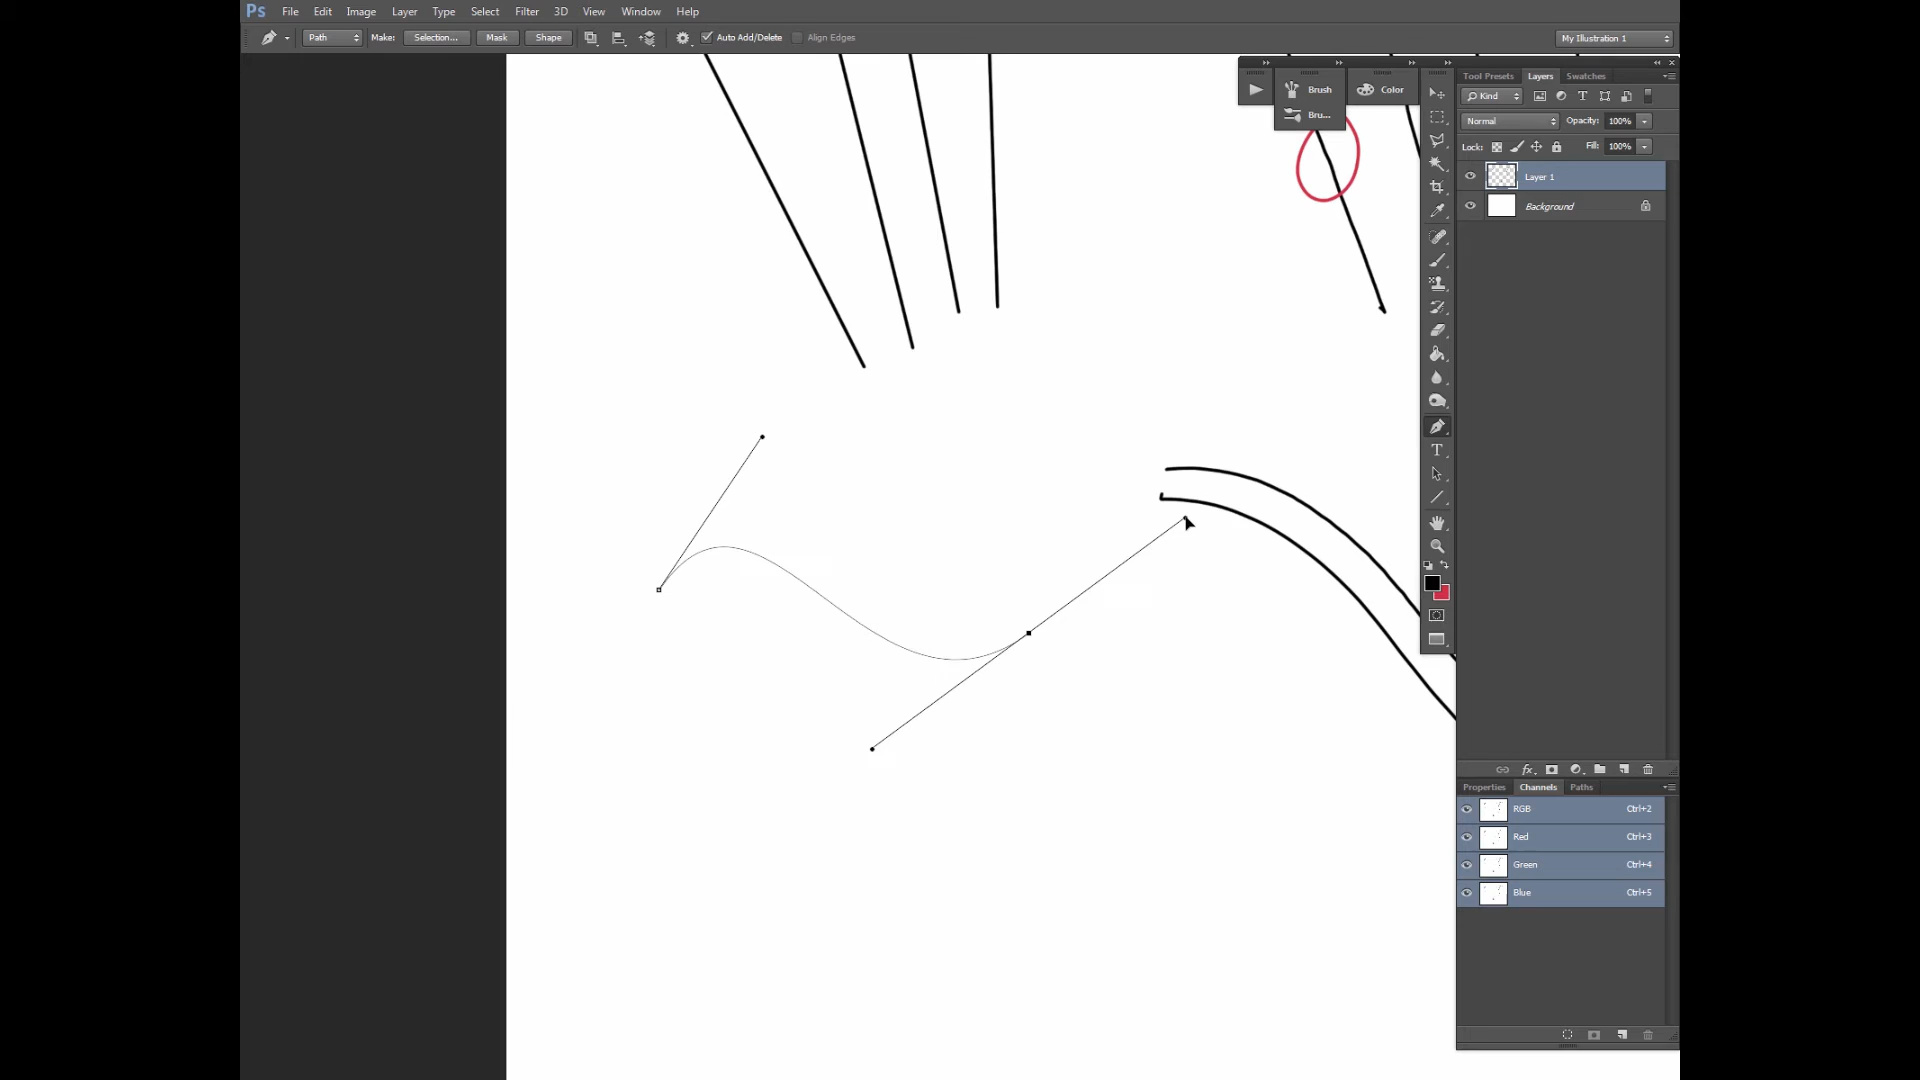 Ps File Edit Image Layer Type Select Filter 3D View Window Help
Path Make: Selection... Mask Shape Auto Add/Delete Align Edges My Illustration 1
Tool Presets Layers Swatches
Brush Color
Kind
Bru...
Normal Opacity: 100%
Lock: Fill: 100%
Layer 1
Background
Properties Channels Paths
RGB Ctrl+2
Red Ctrl+3
Green Ctrl+4
Blue Ctrl+5